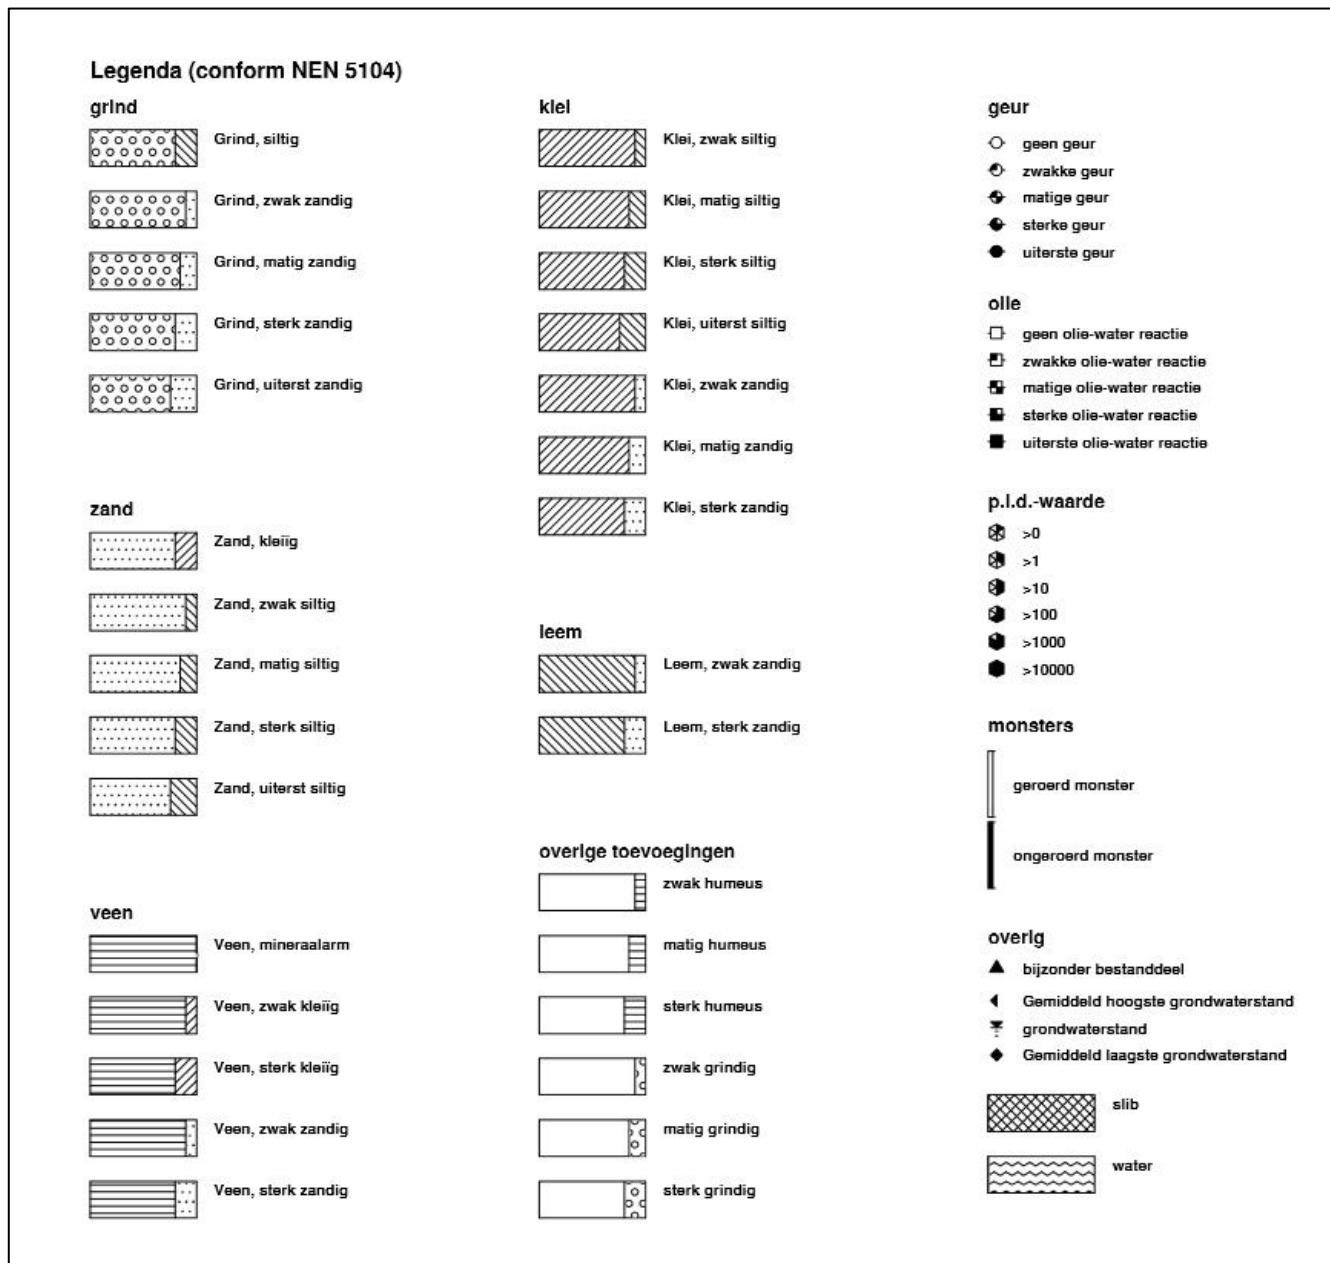 Legenda (conform NEN 5104)
grind
Grind, siltig
Grind, zwak zandig
Grind, matig zandig
Grind, sterk zandig
Grind, uiterst zandig
zand
Zand, kleiïg
Zand, zwak siltig
Zand, matig siltig
Zand, sterk siltig
Zand, uiterst siltig
veen
Veen, mineraalarm
Veen, zwak kleiïg
Veen, sterk kleiïg
Veen, zwak zandig
Veen, sterk zandig
klei
Klei, zwak siltig
Klei, matig siltig
Klei, sterk siltig
Klei, uiterst siltig
Klei, zwak zandig
Klei, matig zandig
Klei, sterk zandig
leem
Leem, zwak zandig
Leem, sterk zandig
overige toevoegingen
zwak humeus
matig humeus
sterk humeus
zwak grindig
matig grindig
sterk grindig
geur
geen geur
zwakke geur
matige geur
sterke geur
uiterste geur
olie
geen olie-water reactie
zwakke olie-water reactie
matige olie-water reactie
sterke olie-water reactie
uiterste olie-water reactie
p.i.d.-waarde
>0
>1
>10
>100
>1000
>10000
monsters
geroerd monster
ongeroerd monster
overig
bijzonder bestanddeel
Gemiddeld hoogste grondwaterstand
grondwaterstand
Gemiddeld laagste grondwaterstand
slib
water